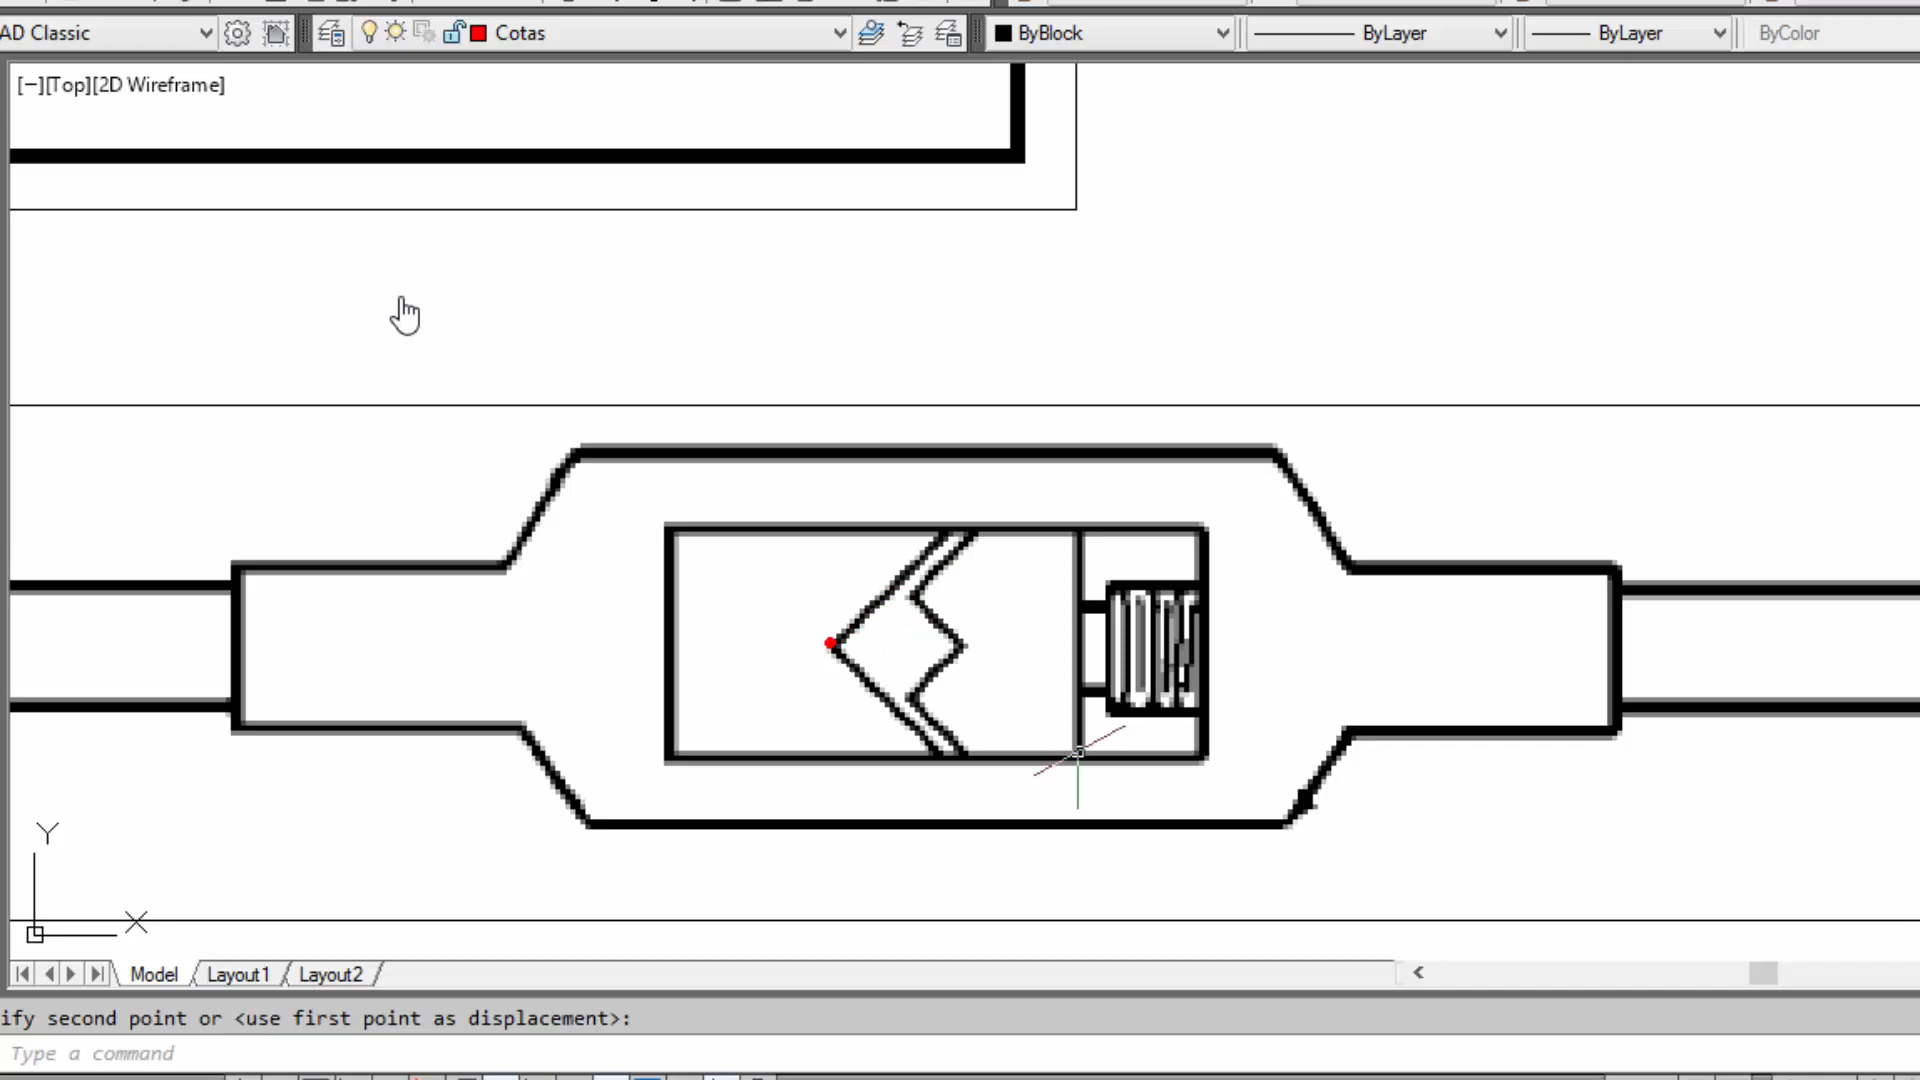 AD Classic
Cotas
ByBlock
ByLayer
ByLayer
ByColor
[−][Top][2D Wireframe]
Y
X
Model
Layout1
Layout2
ify second point or <use first point as displacement>:
Type a command